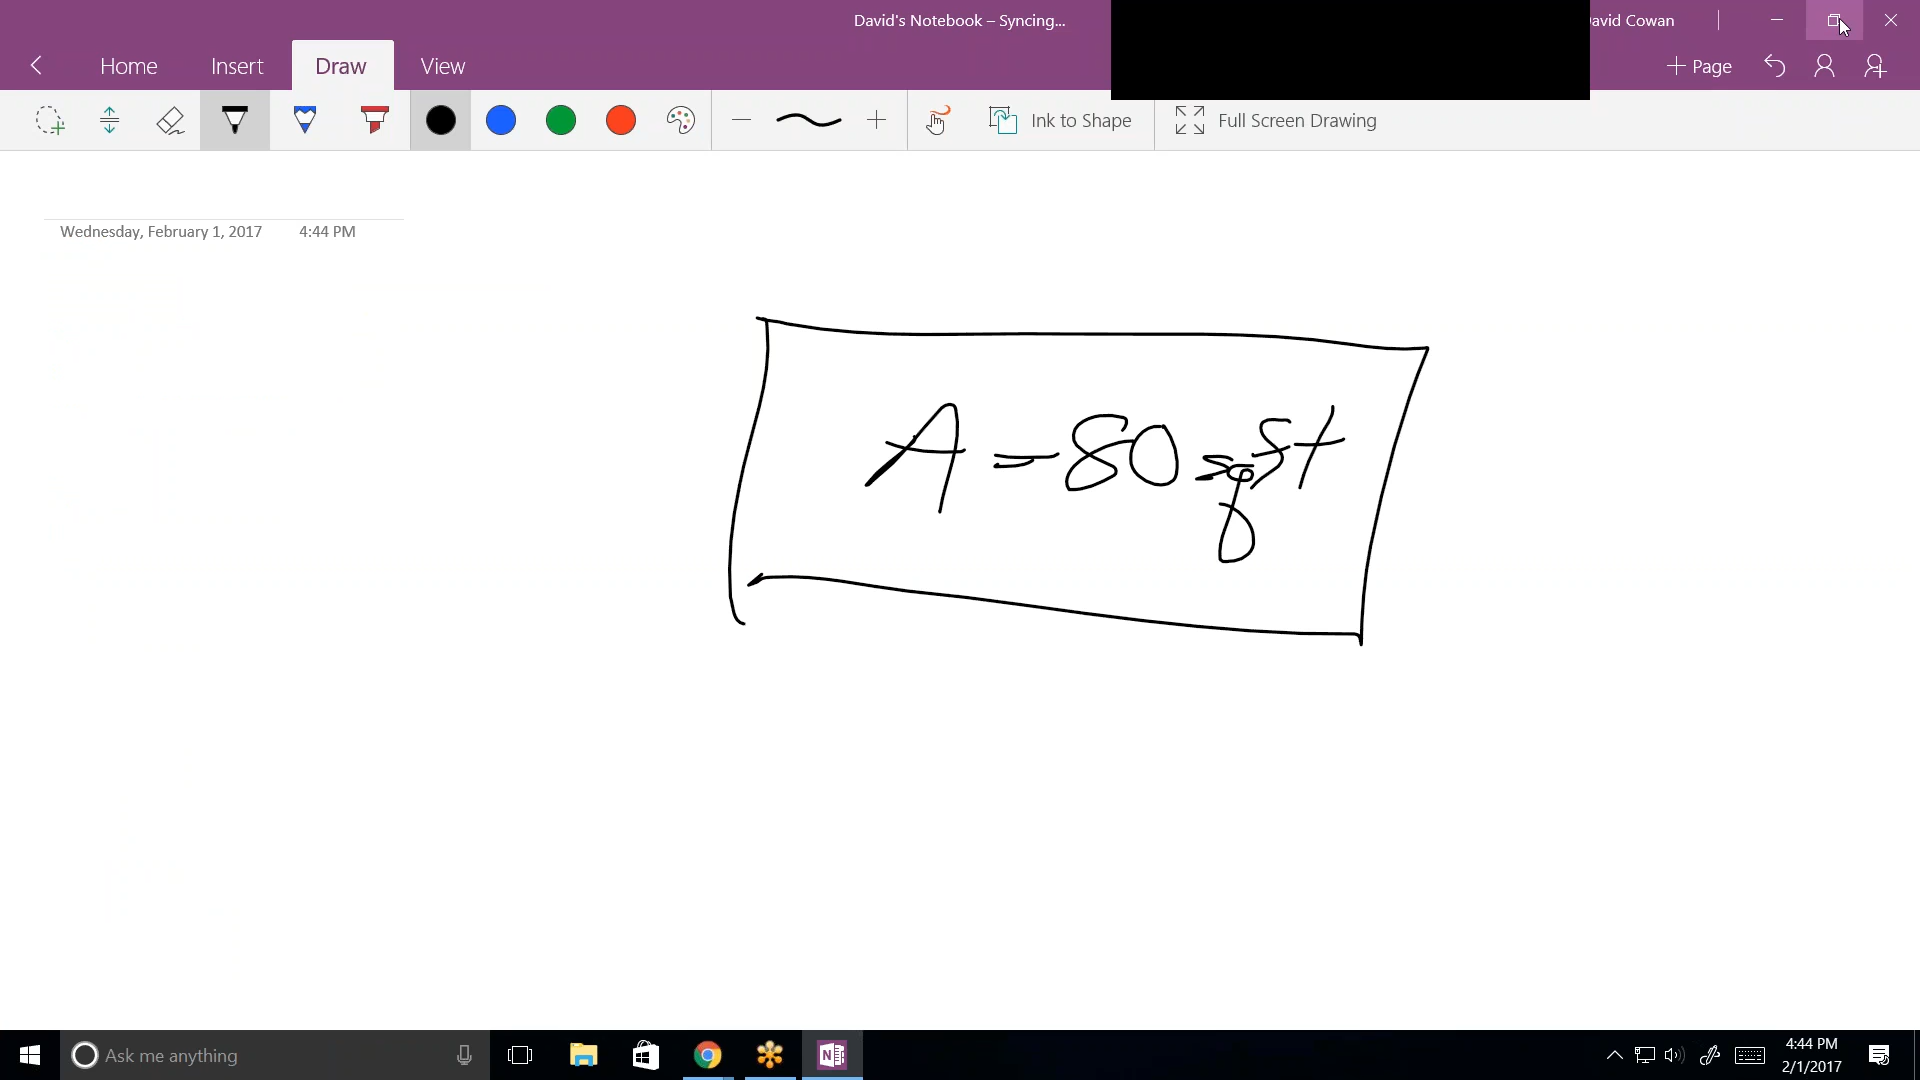 David's Notebook – Syncing...
avid Cowan
Home Insert Draw View
Page
Ink to Shape
Full Screen Drawing
Wednesday, February 1, 2017 4:44 PM
A = 80 sq ft
Ask me anything
N
4:44 PM
2/1/2017